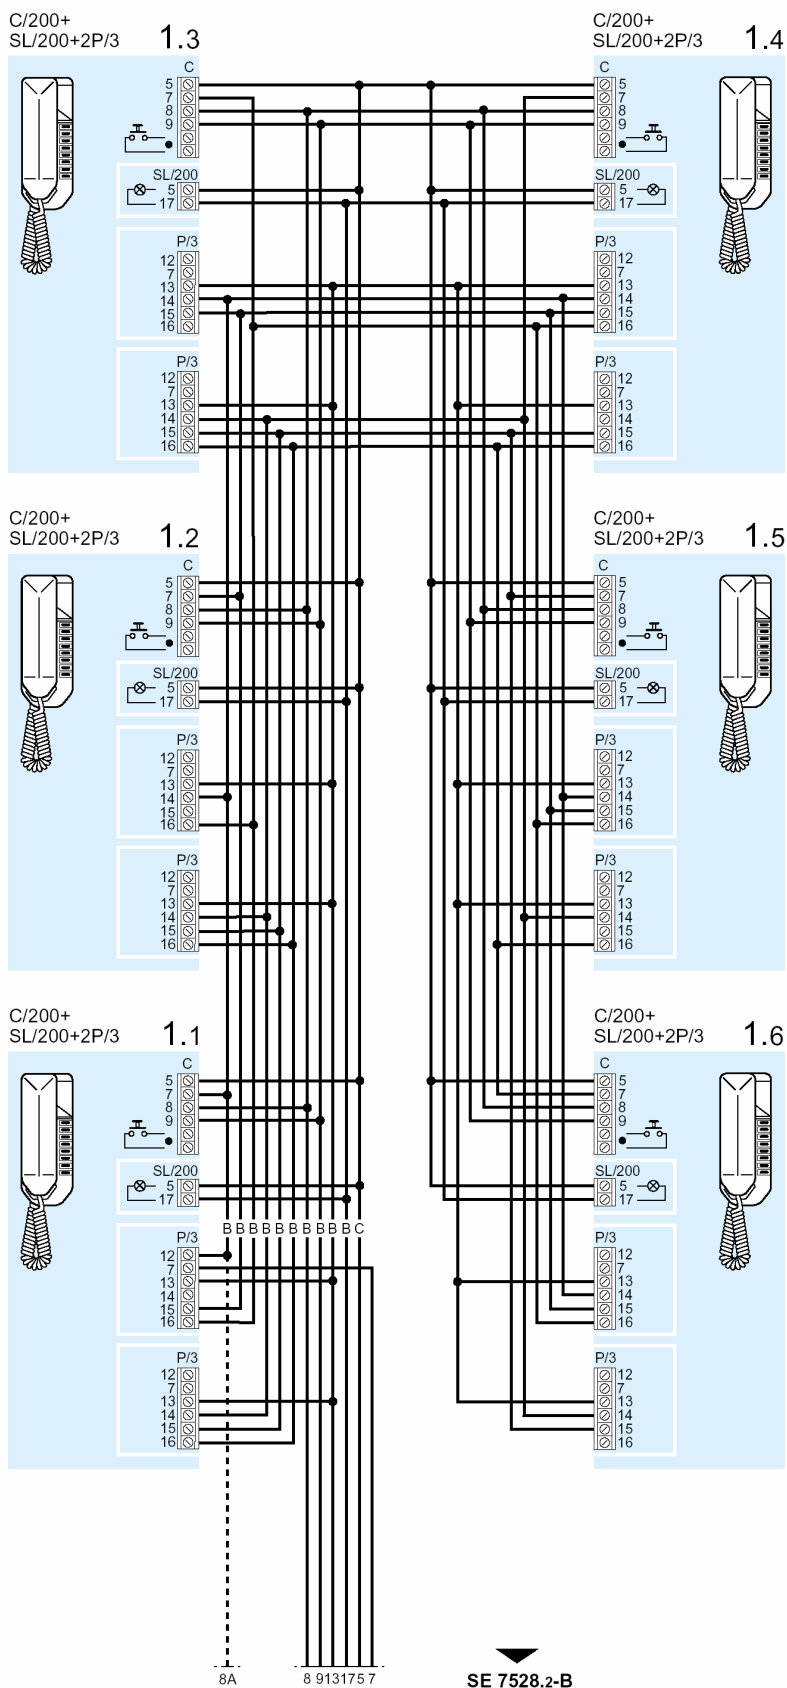 C/200+
SL/200+2P/3 1.3
C
5
7
8
9
SL/200
5
17
P/3
12
7
13
14
15
16
P/3
12
7
13
14
15
16
C/200+
SL/200+2P/3 1.4
C
5
7
8
9
SL/200
5
17
P/3
12
7
13
14
15
16
P/3
12
7
13
14
15
16
C/200+
SL/200+2P/3 1.2
C
5
7
8
9
SL/200
5
17
P/3
12
7
13
14
15
16
P/3
12
7
13
14
15
16
C/200+
SL/200+2P/3 1.5
C
5
7
8
9
SL/200
5
17
P/3
12
7
13
14
15
16
P/3
12
7
13
14
15
16
C/200+
SL/200+2P/3 1.1
C
5
7
8
9
SL/200
5
17
B B B B B B B B B B C
P/3
12
7
13
14
15
16
P/3
12
7
13
14
15
16
C/200+
SL/200+2P/3 1.6
C
5
7
8
9
SL/200
5
17
P/3
12
7
13
14
15
16
P/3
12
7
13
14
15
16
8A 8 9 13 17 5 7
SE 7528.2-B